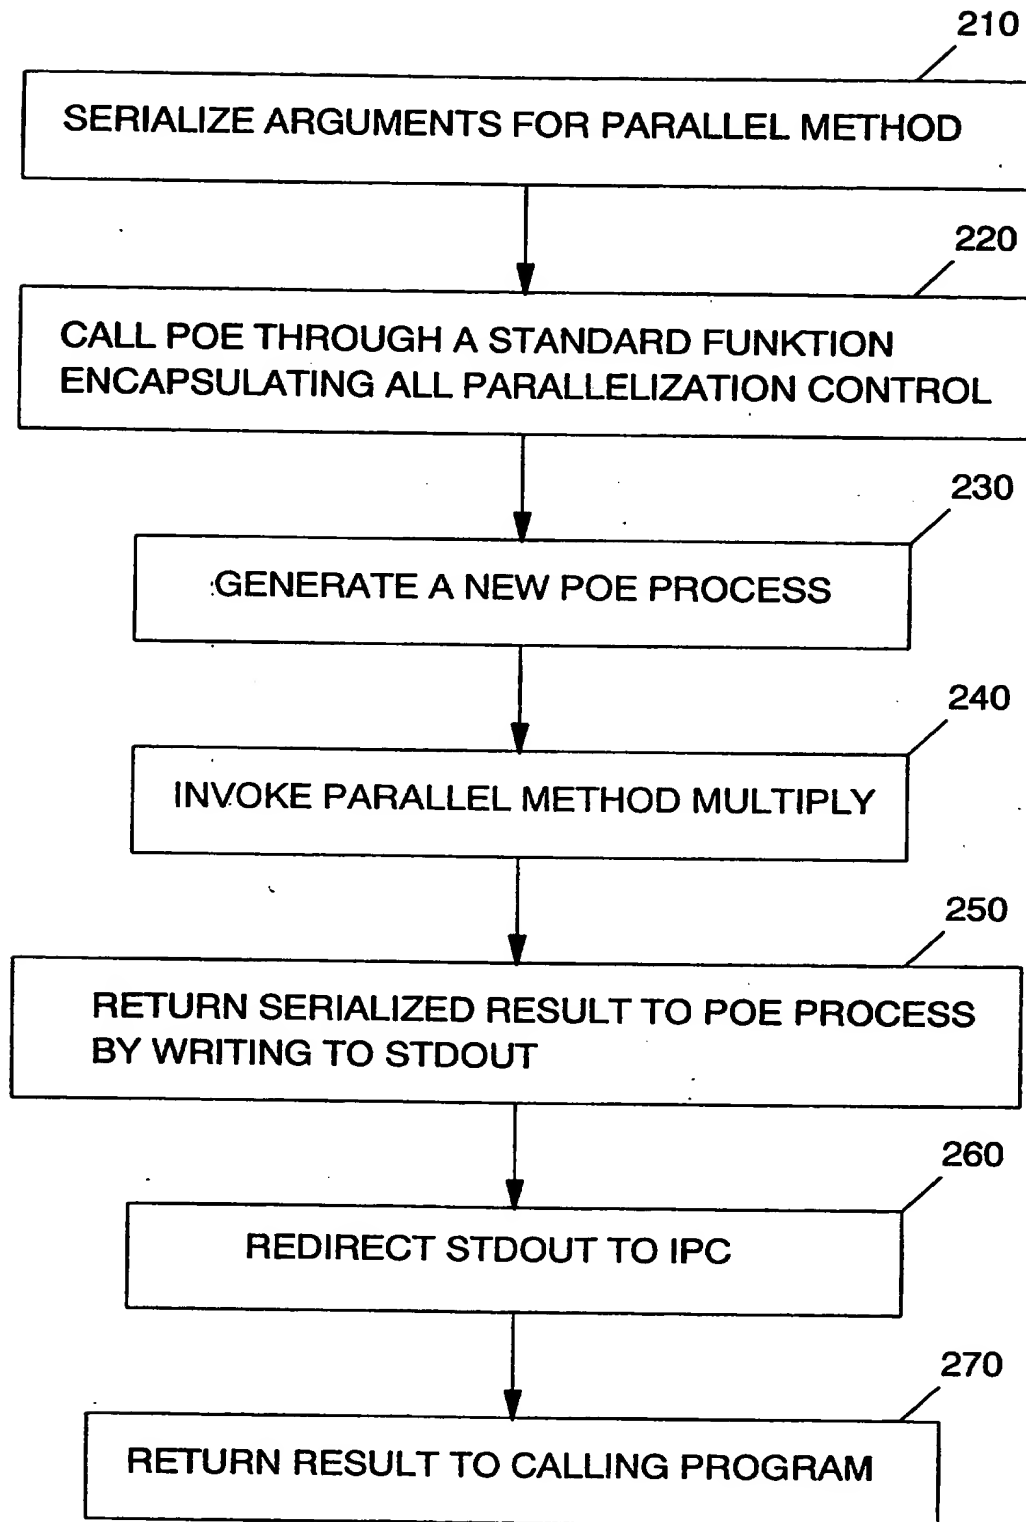 210
SERIALIZE ARGUMENTS FOR PARALLEL METHOD
220
CALL POE THROUGH A STANDARD FUNKTION
ENCAPSULATING ALL PARALLELIZATION CONTROL
230
GENERATE A NEW POE PROCESS
240
INVOKE PARALLEL METHOD MULTIPLY
250
RETURN SERIALIZED RESULT TO POE PROCESS
BY WRITING TO STDOUT
260
REDIRECT STDOUT TO IPC
270
RETURN RESULT TO CALLING PROGRAM